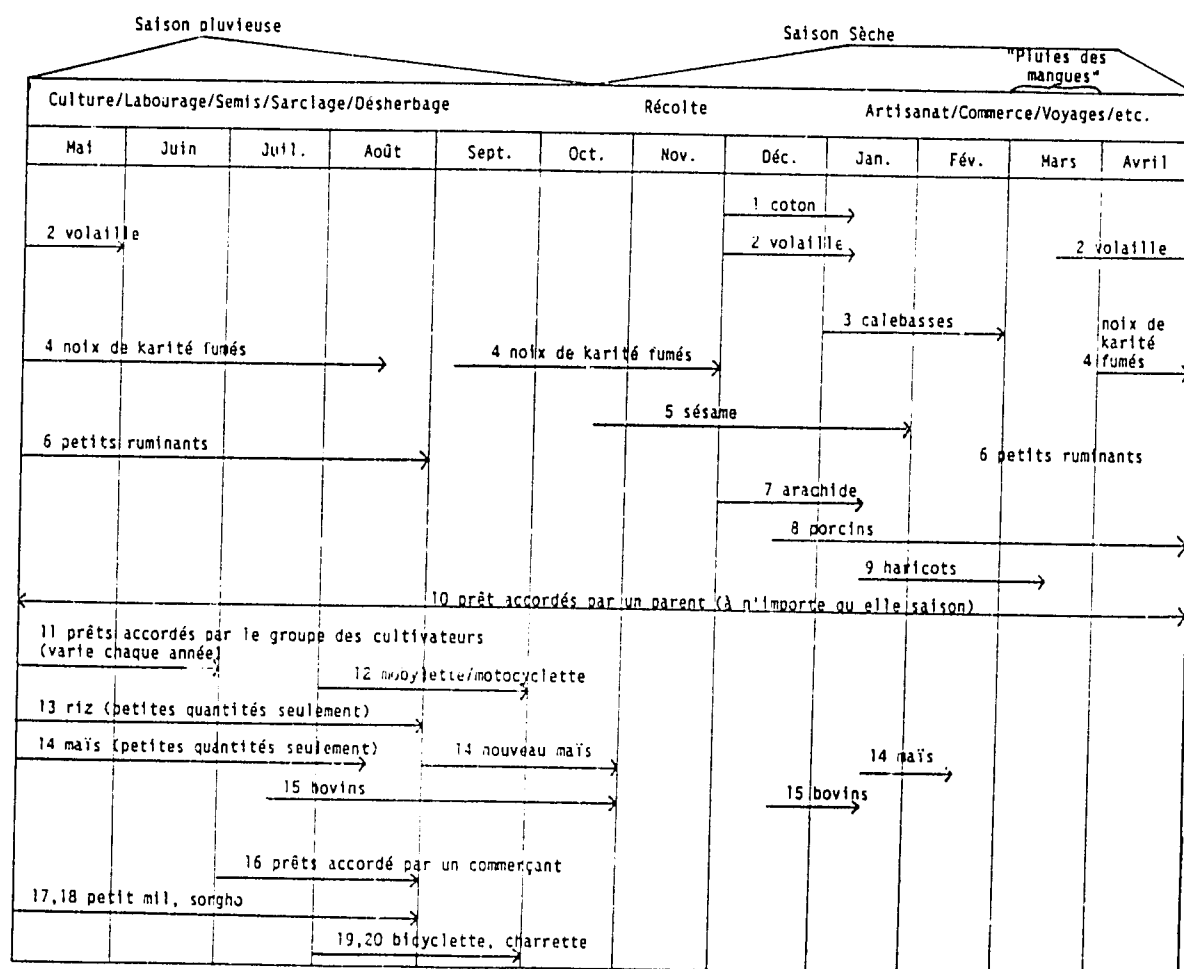 Saison pluvieuse
Saison Sèche
"Pluies des
mangues"
Culture/Labourage/Semis/Sarclage/Désherbage
Récolte
Artisanat/Commerce/Voyages/etc.
Mai Juin Juil. Août Sept. Oct. Nov. Déc. Jan. Fév. Mars Avril
1 coton
2 volaille
2 volaille
2 volaille
3 calebasses
noix de
karité
4 fumés
4 noix de karité fumés
4 noix de karité fumés
5 sésame
6 petits ruminants
6 petits ruminants
7 arachide
8 porcins
9 haricots
10 prêt accordés par un parent (à n'importe qu elle saison)
11 prêts accordés par le groupe des cultivateurs
(varie chaque année)
12 mobylette/motocyclette
13 riz (petites quantités seulement)
14 maïs (petites quantités seulement)
14 nouveau maïs
14 maïs
15 bovins
15 bovins
16 prêts accordé par un commerçant
17,18 petit mil, sorgho
19,20 bicyclette, charrette